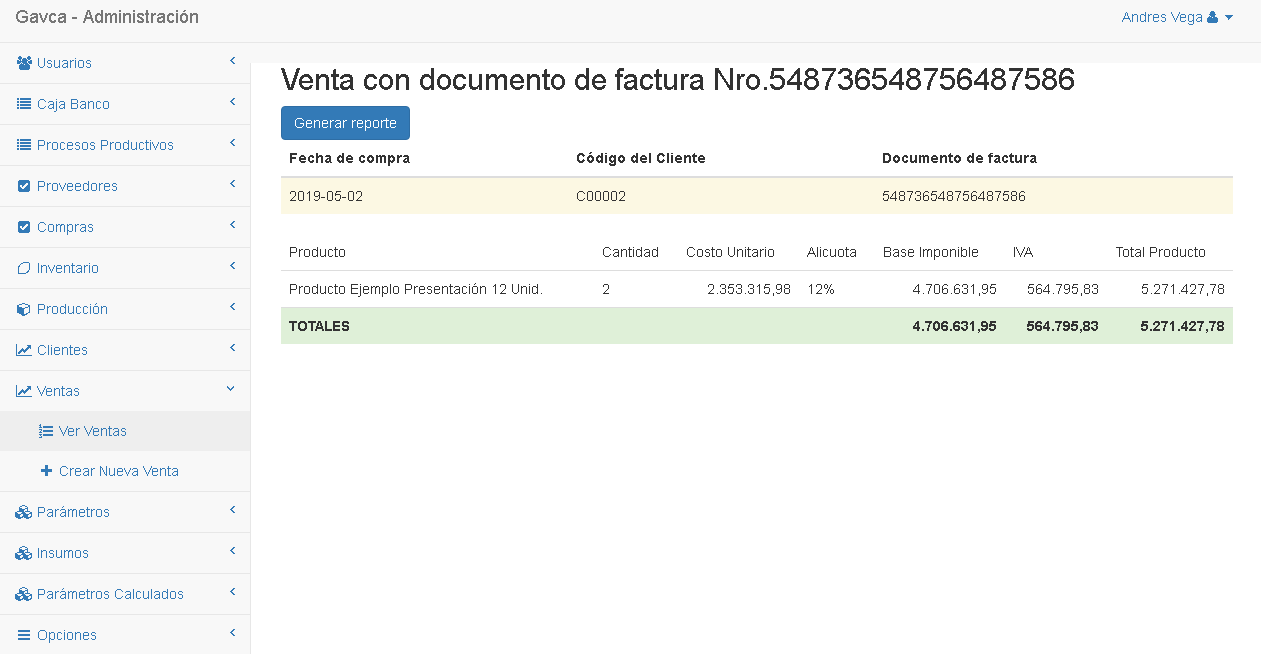 Gavca - Administración
Andres Vega
Usuarios
Caja Banco
Procesos Productivos
Proveedores
Compras
Inventario
Producción
Clientes
Ventas
Ver Ventas
Crear Nueva Venta
Parámetros
Insumos
Parámetros Calculados
Opciones
Venta con documento de factura Nro.548736548756487586
Generar reporte
Fecha de compra Código del Cliente Documento de factura
2019-05-02 C00002 548736548756487586
Producto Cantidad Costo Unitario Alicuota Base Imponible IVA Total Producto
Producto Ejemplo Presentación 12 Unid. 2 2.353.315,98 12% 4.706.631,95 564.795,83 5.271.427,78
TOTALES 4.706.631,95 564.795,83 5.271.427,78